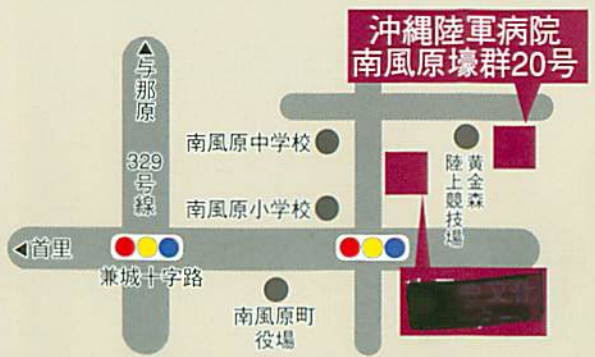 沖縄陸軍病院
南風原壕群20号
▲与那原
329号線
南風原中学校
黄金森
陸上競技場
南風原小学校
◀首里
兼城十字路
南風原町
役場